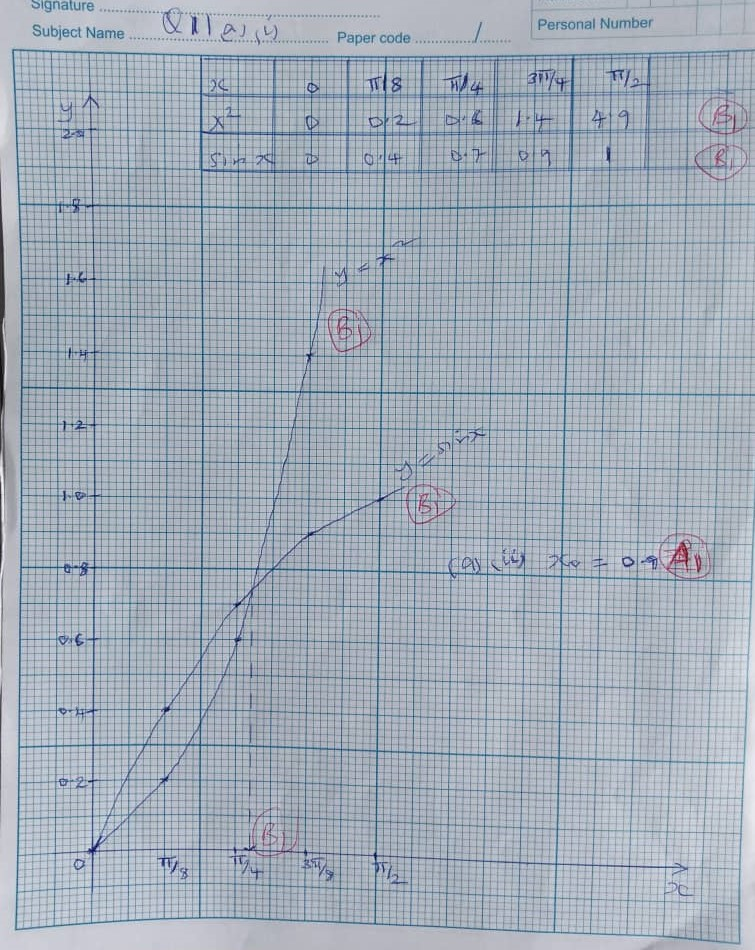 Signature
Subject Name Q11 a), (i) Paper code / Personal Number
x 0 π/8 π/4 3π/4 π/2
x² 0 0.2 0.6 1.4 4.9 B1
sin x 0 0.4 0.7 0.9 1 B1
y
1.8
1.6 y = x²
B1
1.4
1.2
y = sin x
1.0 B1
0.8 (a) (ii) x₀ = 0.9 A1
0.6
0.4
0.2
B1
0 π/8 π/4 3π/8 π/2
x